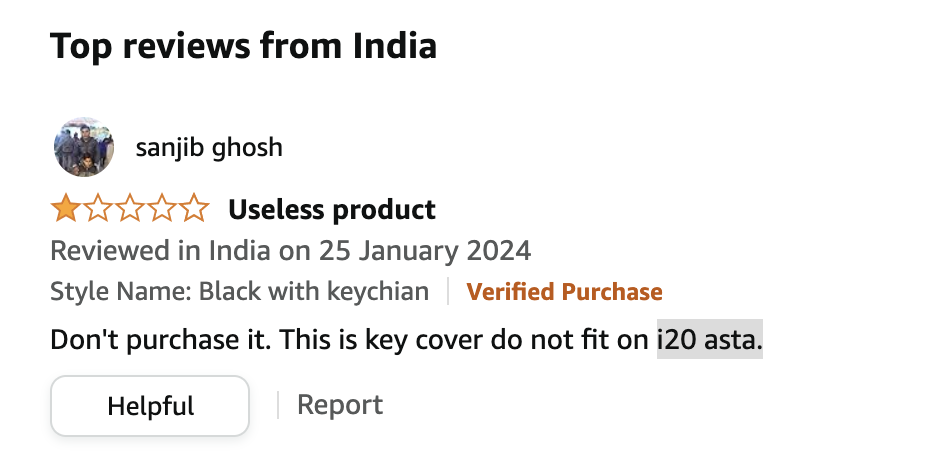 Top reviews from India
sanjib ghosh
Useless product
Reviewed in India on 25 January 2024
Style Name: Black with keychian Verified Purchase
Don't purchase it. This is key cover do not fit on i20 asta.
Helpful Report